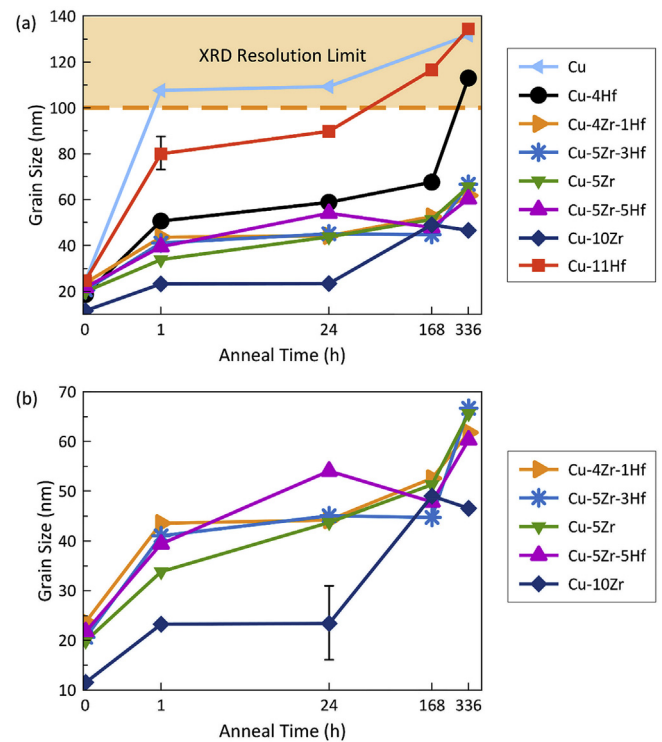 (a)
140
120
100
80
60
40
20
Grain Size (nm)
XRD Resolution Limit
0 1 24 168 336
Anneal Time (h)
Cu
Cu-4Hf
Cu-4Zr-1Hf
Cu-5Zr-3Hf
Cu-5Zr
Cu-5Zr-5Hf
Cu-10Zr
Cu-11Hf
(b)
70
60
50
40
30
20
10
Grain Size (nm)
0 1 24 168 336
Anneal Time (h)
Cu-4Zr-1Hf
Cu-5Zr-3Hf
Cu-5Zr
Cu-5Zr-5Hf
Cu-10Zr